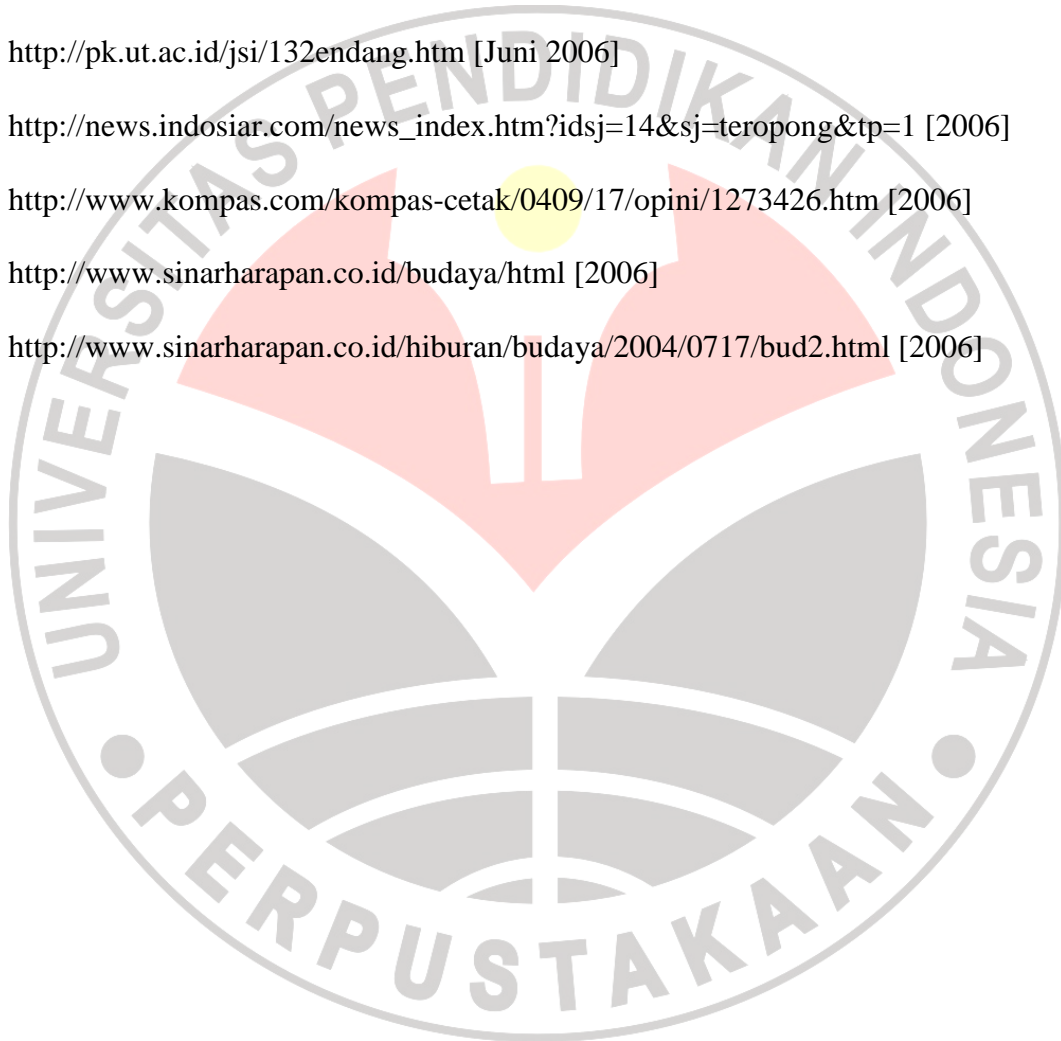 http://pk.ut.ac.id/jsi/132endang.htm [Juni 2006]
http://news.indosiar.com/news_index.htm?idsj=14&sj=teropong&tp=1 [2006]
http://www.kompas.com/kompas-cetak/0409/17/opini/1273426.htm [2006]
http://www.sinarharapan.co.id/budaya/html [2006]
http://www.sinarharapan.co.id/hiburan/budaya/2004/0717/bud2.html [2006]
UNIVERSITAS PENDIDIKAN INDONESIA
PERPUSTAKAAN